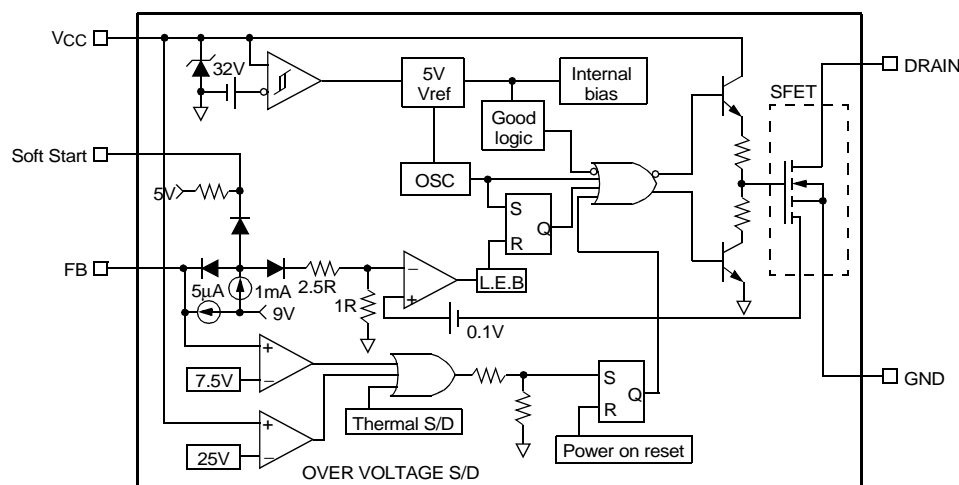 VCC
DRAIN
32V
5V
Vref
Internal
bias
SFET
Good
logic
Soft Start
OSC
5V
S
Q
R
FB
L.E.B
2.5R
5μA
1mA
1R
9V
0.1V
+
−
+
−
7.5V
S
Q
R
GND
Thermal S/D
+
−
25V
Power on reset
OVER VOLTAGE S/D